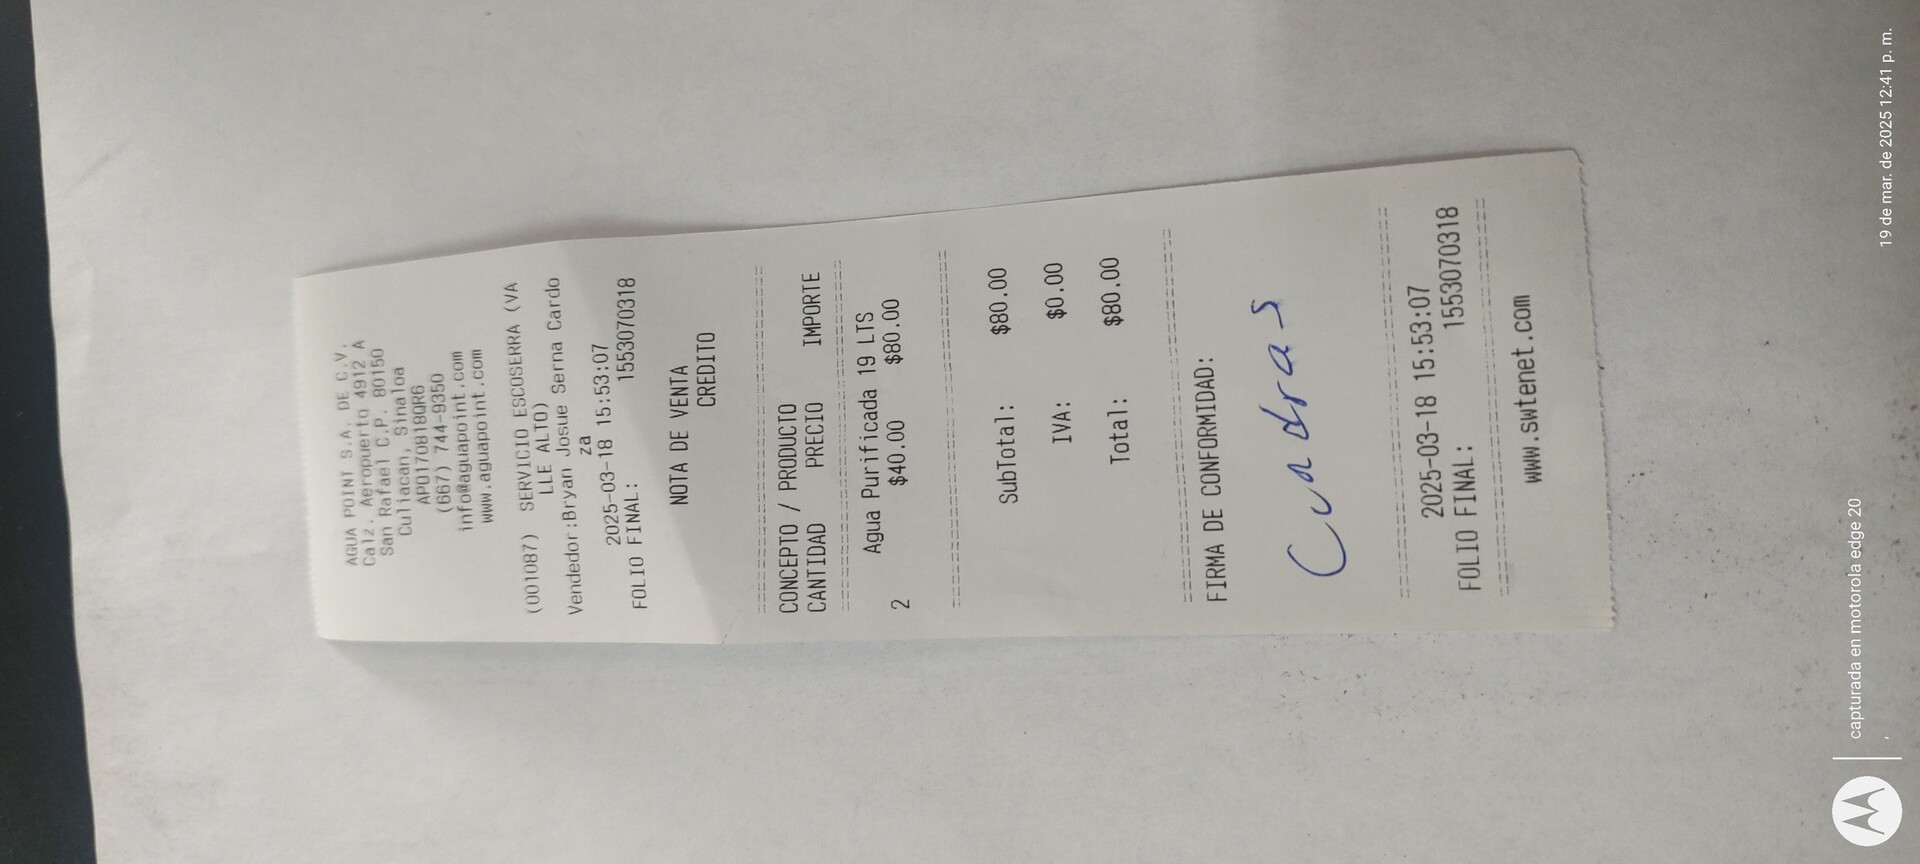 AGUA POINT S.A. DE C.V.
Calz. Aeropuerto 4912 A
San Rafael C.P. 80150
Culiacan, Sinaloa
APO170818QR6
(667) 744-9350
info@aguapoint.com
www.aguapoint.com
(001087) SERVICIO ESCOSERRA (VA
LLE ALTO)
Vendedor:Bryan Josue Serna Cardo
za
2025-03-18 15:53:07
FOLIO FINAL: 1553070318
NOTA DE VENTA
CREDITO
CONCEPTO / PRODUCTO
CANTIDAD PRECIO IMPORTE
Agua Purificada 19 LTS
2 $40.00 $80.00
SubTotal: $80.00
IVA: $0.00
Total: $80.00
FIRMA DE CONFORMIDAD:
Cuadras
2025-03-18 15:53:07
FOLIO FINAL: 1553070318
www.swtenet.com
capturada en motorola edge 20
19 de mar. de 2025 12:41 p. m.